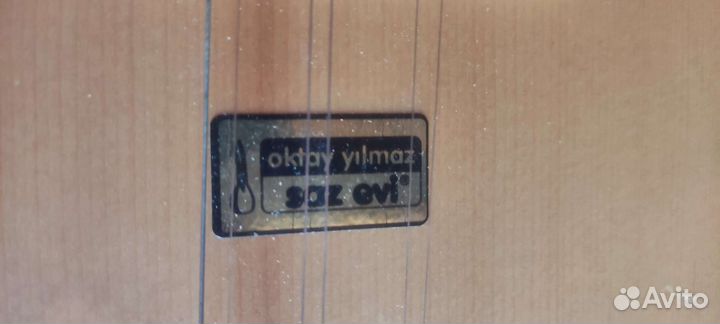 oktay yılmaz
saz evi
Avito